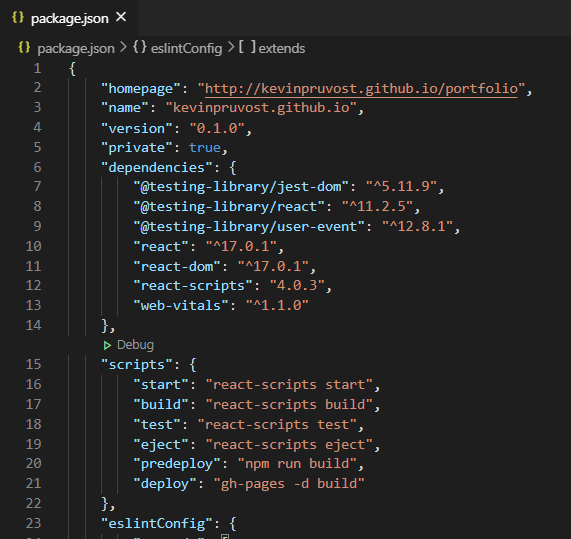 package.json
package.json > {} eslintConfig > [ ] extends
1 {
2 "homepage": "http://kevinpruvost.github.io/portfolio",
3 "name": "kevinpruvost.github.io",
4 "version": "0.1.0",
5 "private": true,
6 "dependencies": {
7 "@testing-library/jest-dom": "^5.11.9",
8 "@testing-library/react": "^11.2.5",
9 "@testing-library/user-event": "^12.8.1",
10 "react": "^17.0.1",
11 "react-dom": "^17.0.1",
12 "react-scripts": "4.0.3",
13 "web-vitals": "^1.1.0"
14 },
Debug
15 "scripts": {
16 "start": "react-scripts start",
17 "build": "react-scripts build",
18 "test": "react-scripts test",
19 "eject": "react-scripts eject",
20 "predeploy": "npm run build",
21 "deploy": "gh-pages -d build"
22 },
23 "eslintConfig": {